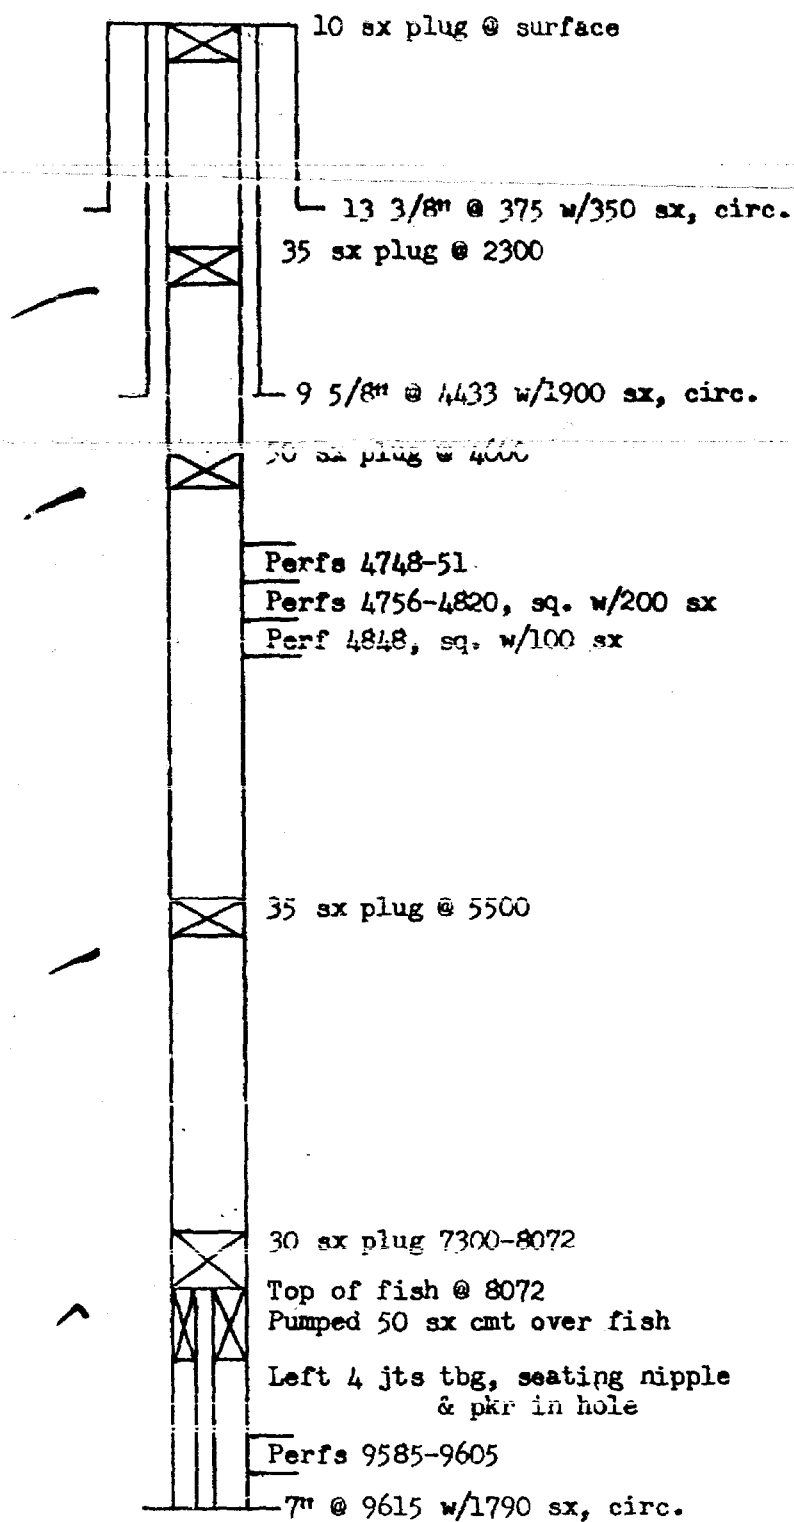 10 sx plug @ surface
13 3/8" @ 375 w/350 sx, circ.
35 sx plug @ 2300
9 5/8" @ 4433 w/1900 sx, circ.
sx plug @
Perfs 4748-51
Perfs 4756-4820, sq. w/200 sx
Perf 4848, sq. w/100 sx
35 sx plug @ 5500
30 sx plug 7300-8072
Top of fish @ 8072
Pumped 50 sx cmt over fish
Left 4 jts tbg, seating nipple
& pkr in hole
Perfs 9585-9605
7" @ 9615 w/1790 sx, circ.